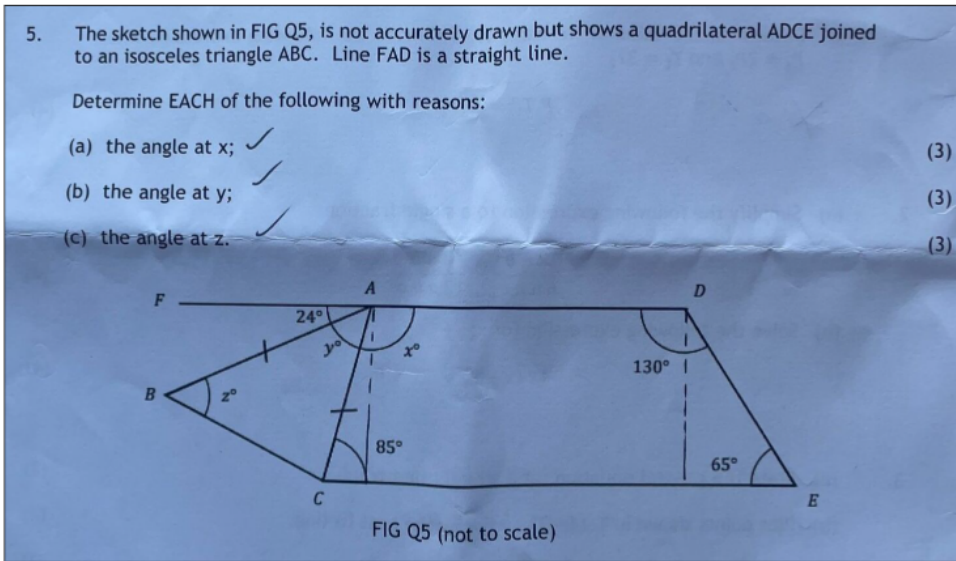 5. The sketch shown in FIG Q5, is not accurately drawn but shows a quadrilateral ADCE joined
to an isosceles triangle ABC. Line FAD is a straight line.
Determine EACH of the following with reasons:
(a) the angle at x; (3)
(b) the angle at y; (3)
(c) the angle at z. (3)
F A D
24°
y° x° 130°
B z°
85° 65°
C E
FIG Q5 (not to scale)